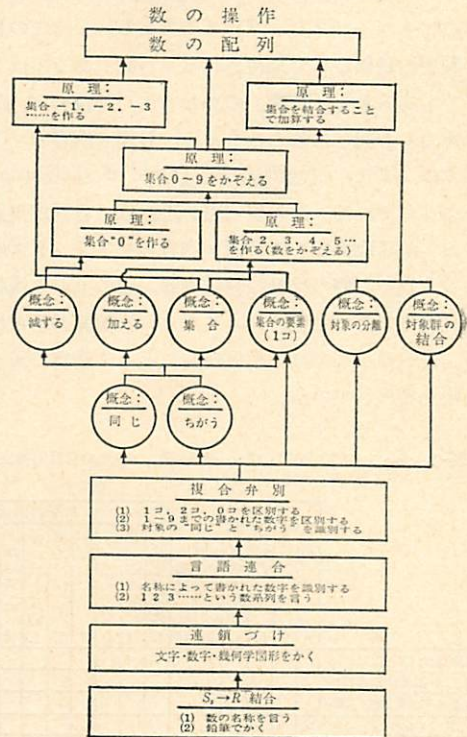 数の操作
数の配列
原理:
集合-1．-2．-3
……を作る
原理:
集合を結合すること
で加算する
原理:
集合0～9をかぞえる
原理:
集合"0"を作る
原理:
集合2，3，4，5…
を作る(数をかぞえる)
概念:
減ずる
概念:
加える
概念:
集合
概念:
集合の要素
(1コ)
概念:
対象の分離
概念:
対象群の
結合
概念:
同じ
概念:
ちがう
複合弁別
(1) 1コ，2コ，0コを区別する
(2) 1～9までの書かれた数字を区別する
(3) 対象の"同じ"と"ちがう"を識別する
言語連合
(1) 名称によって書かれた数字を識別する
(2) 1 2 3……という数系列を言う
連鎖づけ
文字・数字・幾何学図形をかく
Ss→R 結合
(1) 数の名称を言う
(2) 鉛筆でかく